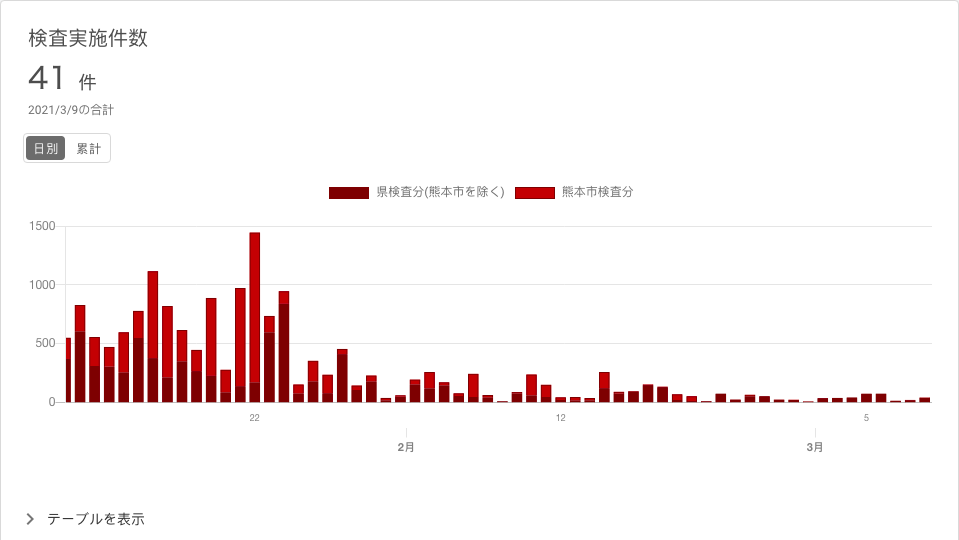 検査実施件数
41 件
2021/3/9の合計
日別 累計
県検査分(熊本市を除く) 熊本市検査分
1500
1000
500
0
22 12 5
2月 3月
テーブルを表示